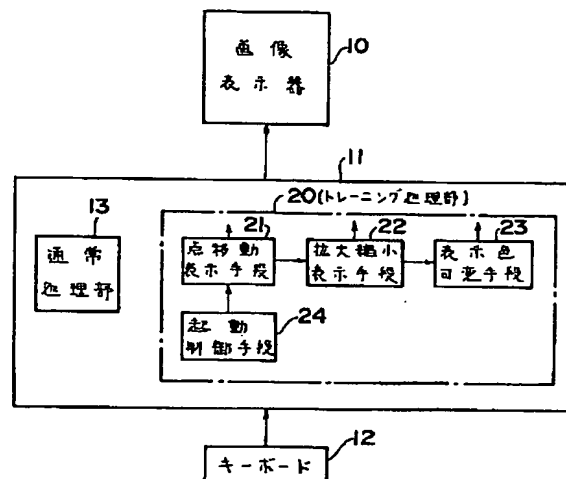 画像
表示器
10
11
20(トレーニング処理部)
13
通常
処理部
21
点移動
表示手段
22
拡大縮小
表示手段
23
表示色
可変手段
起動
制御手段
24
12
キーボード